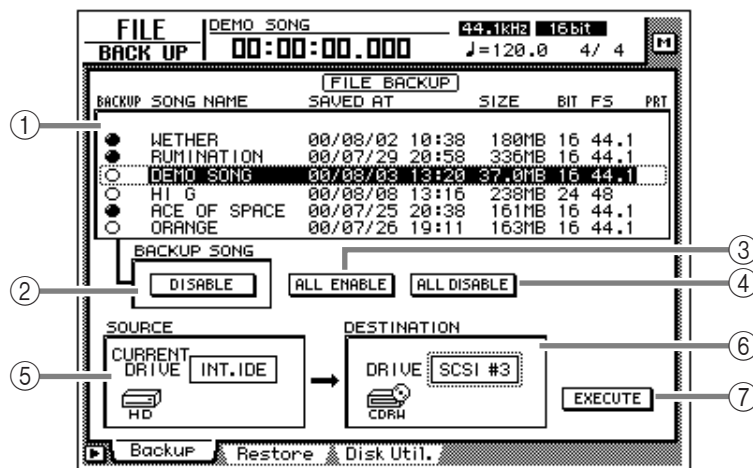 FILE
BACK UP
DEMO SONG
00:00:00.000
44.1kHz 16bit
♩=120.0 4/ 4
M
FILE BACKUP
BACKUP SONG NAME SAVED AT SIZE BIT FS PRT
WETHER 00/08/02 10:38 180MB 16 44.1
RUMINATION 00/07/29 20:58 336MB 16 44.1
DEMO SONG 00/08/03 13:20 37.0MB 16 44.1
HI G 00/08/08 13:16 238MB 24 48
ACE OF SPACE 00/07/25 20:38 161MB 16 44.1
ORANGE 00/07/26 19:11 163MB 16 44.1
1
BACKUP SONG
DISABLE
ALL ENABLE
ALL DISABLE
2
3
4
SOURCE
CURRENT
DRIVE INT.IDE
HD
5
DESTINATION
DRIVE SCSI #3
CDRW
6
EXECUTE
7
Backup Restore Disk Util.